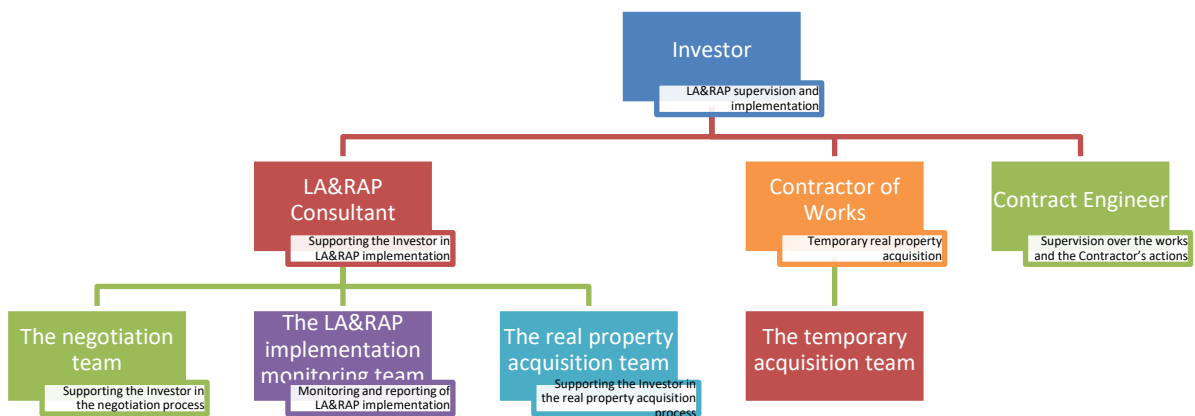 Investor
LA&RAP supervision and
implementation
LA&RAP
Consultant
Supporting the Investor in
LA&RAP implementation
Contractor of
Works
Temporary real property
acquisition
Contract Engineer
Supervision over the works
and the Contractor's actions
The negotiation
team
Supporting the Investor in
the negotiation process
The LA&RAP
implementation
monitoring team
Monitoring and reporting of
LA&RAP implementation
The real property
acquisition team
Supporting the Investor in
the real property acquisition
process
The temporary
acquisition team